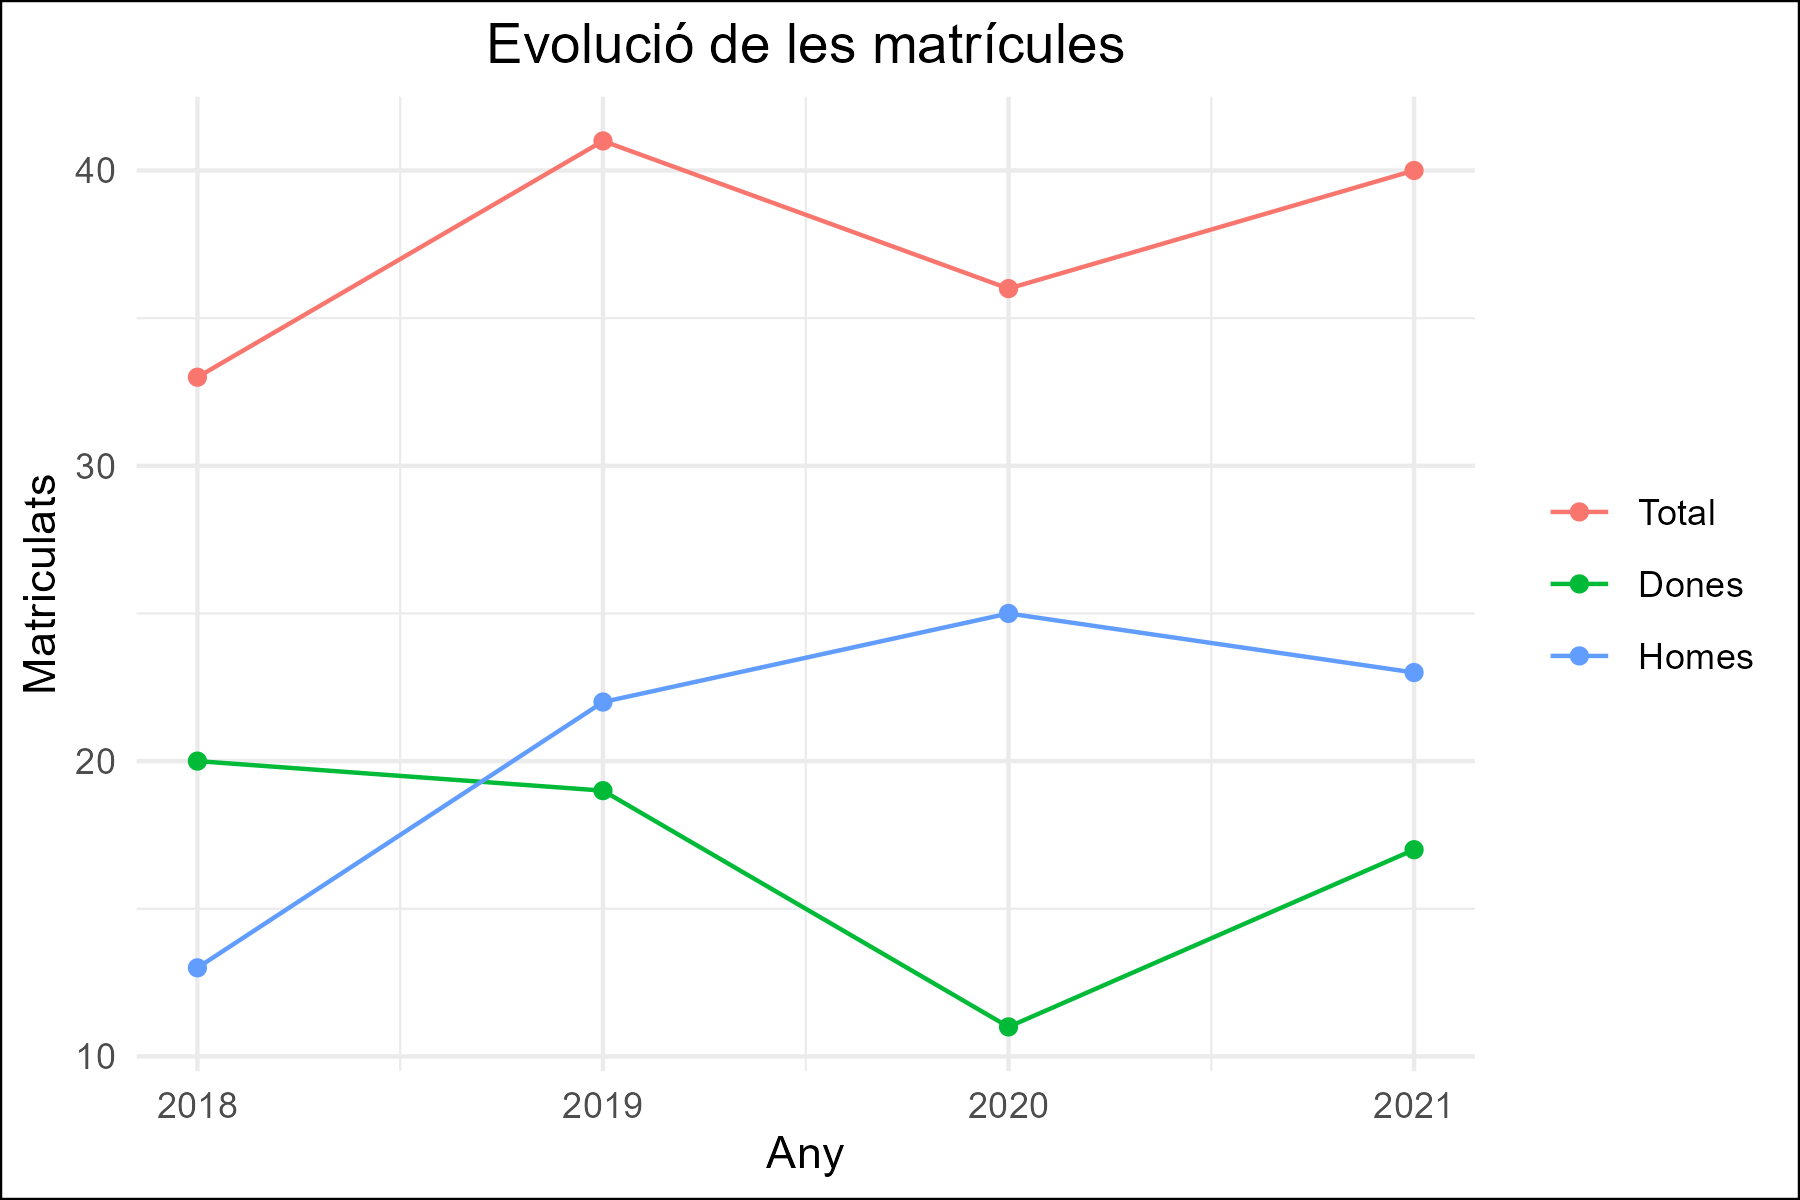 Evolució de les matrícules
Matriculats
40
30
20
10
2018 2019 2020 2021
Any
Total
Dones
Homes